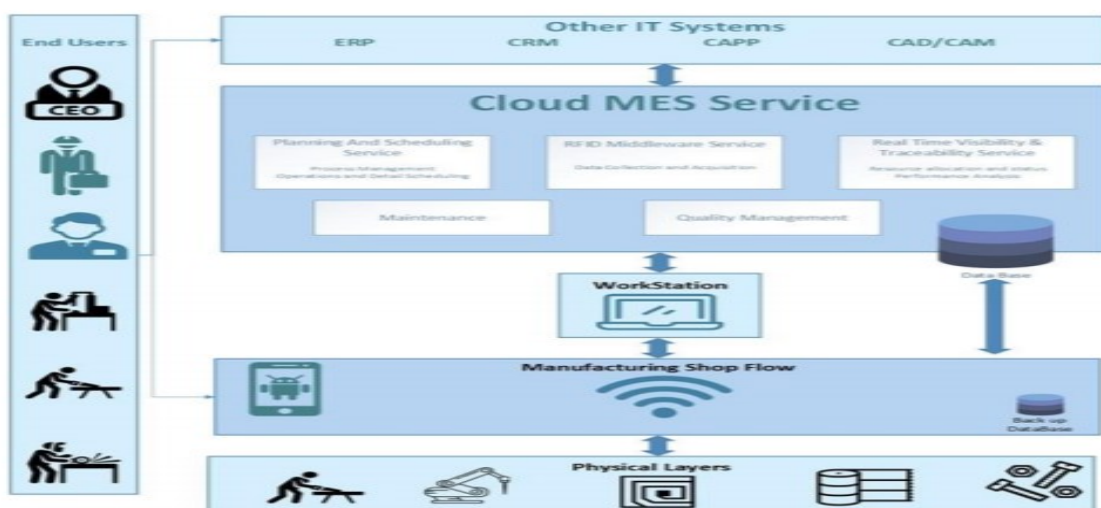 End Users
CEO
Other IT Systems
ERP CRM CAPP CAD/CAM
Cloud MES Service
Planning And Scheduling
Service
Process Management
Operations and Detail Scheduling
RFID Middleware Service
Data Collection and Acquisition
Real Time Visibility &
Traceability Service
Resource allocation and status
Performance Analysis
Maintenance
Quality Management
Data Base
WorkStation
Manufacturing Shop Flow
Back up
DataBase
Physical Layers